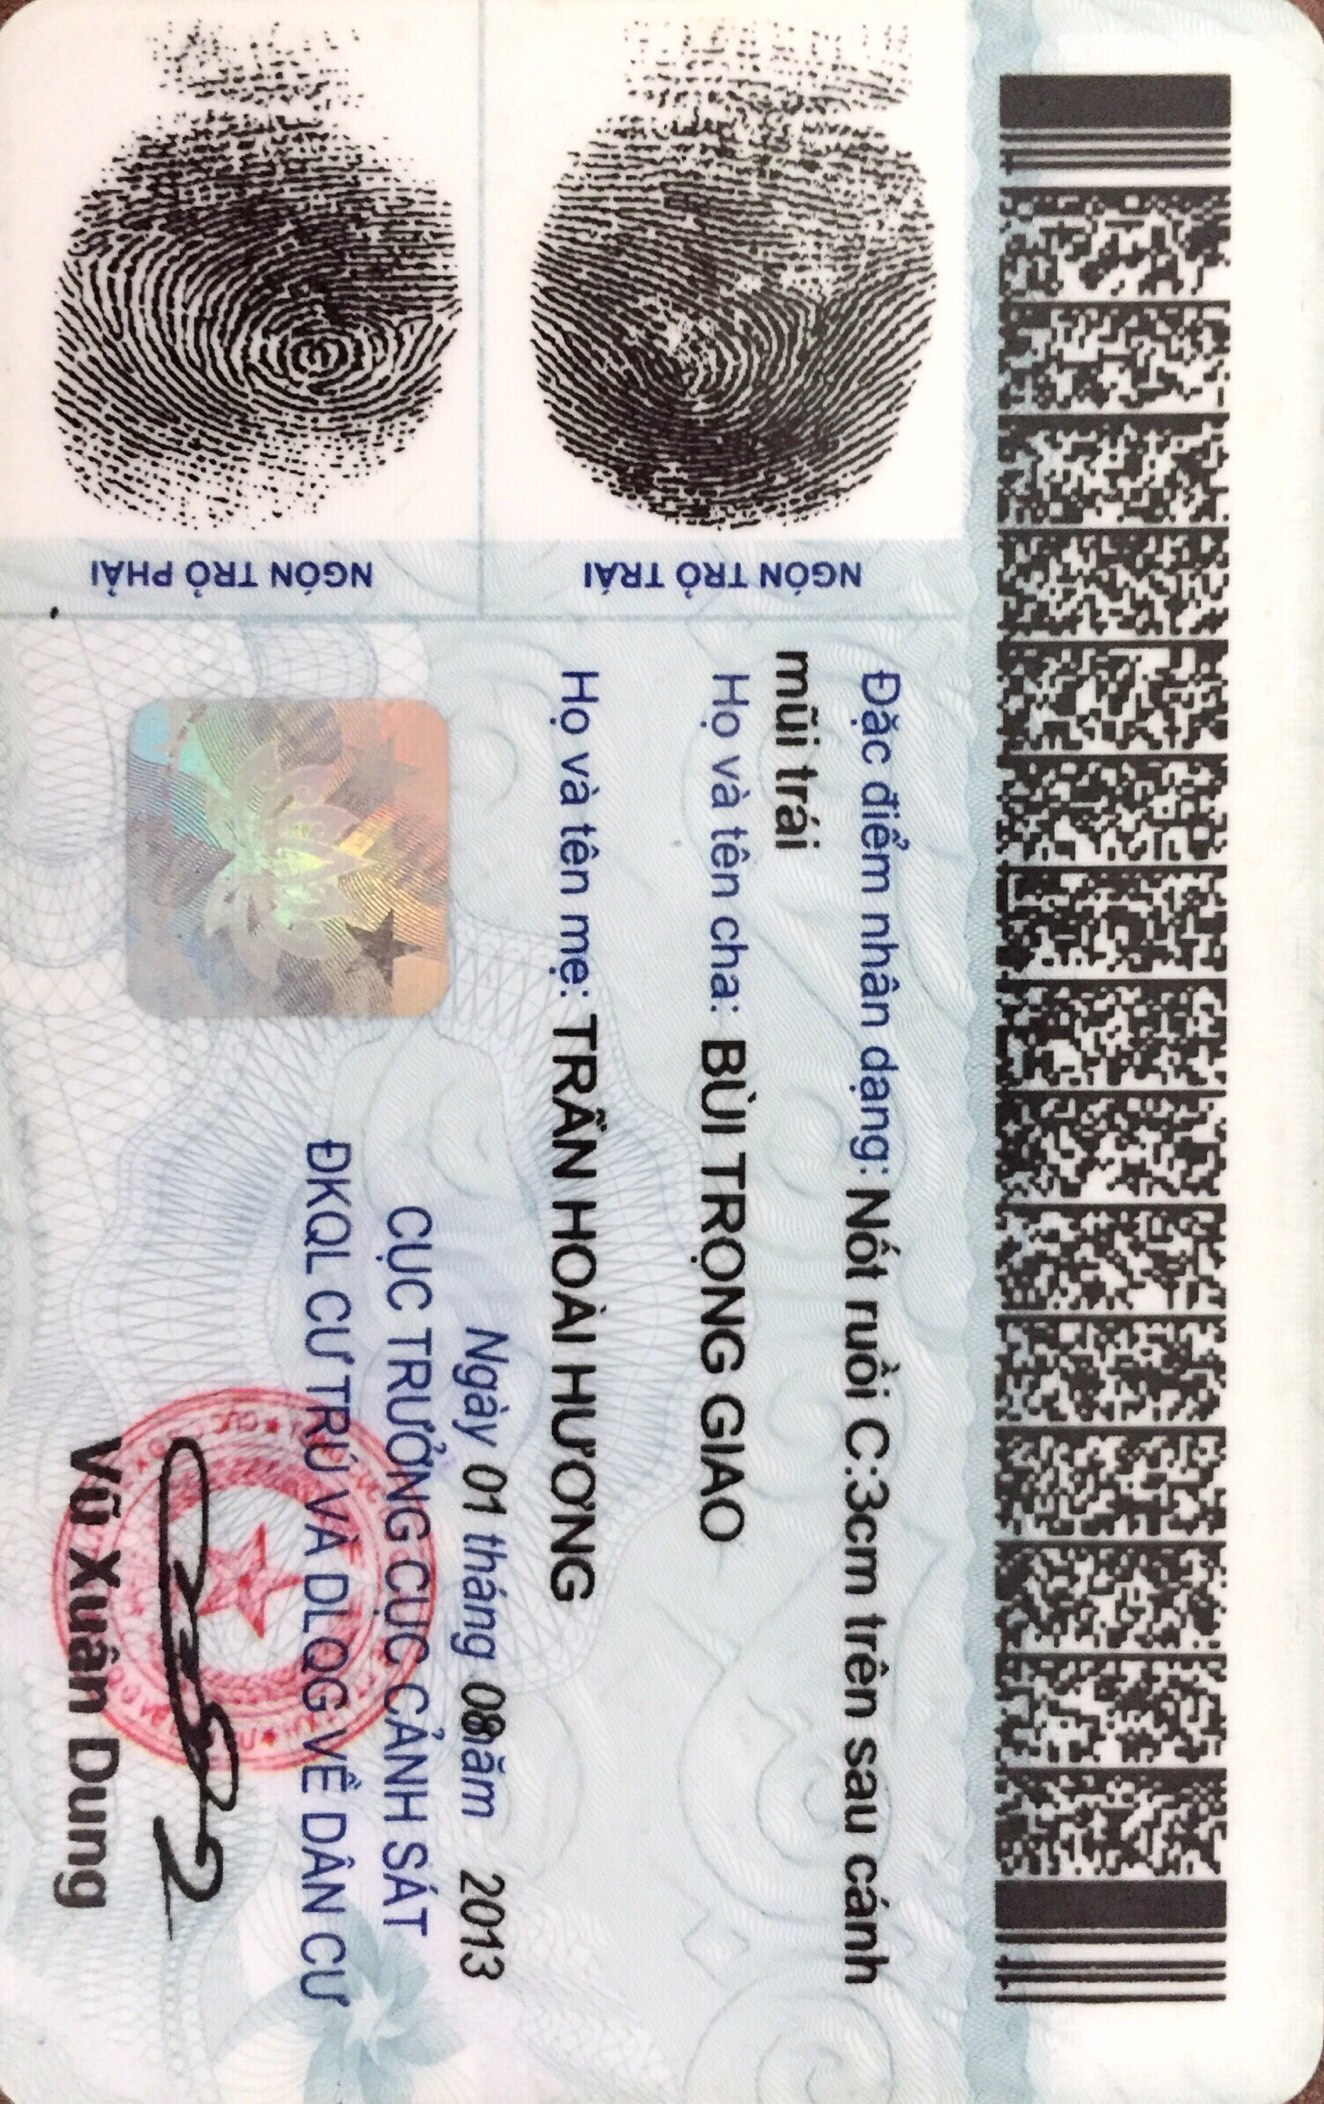 Đặc điểm nhân dạng: Nốt ruồi C:3cm trên sau cánh
mũi trái
Họ và tên cha: BÙI TRỌNG GIAO
Họ và tên mẹ: TRẦN HOÀI HƯƠNG
Ngày 01 tháng 08 năm 2013
CỤC TRƯỞNG CỤC CẢNH SÁT
ĐKQL CƯ TRÚ VÀ DLQG VỀ DÂN CƯ
Vũ Xuân Dung
NGÓN TRỎ TRÁI
NGÓN TRỎ PHẢI